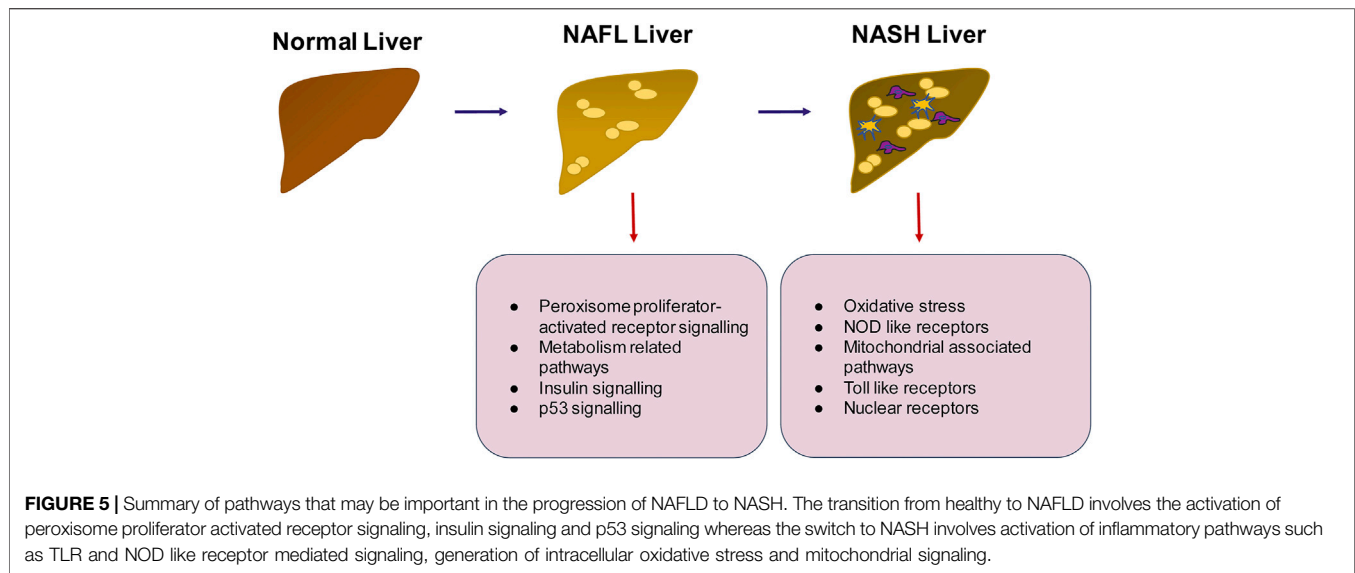 Normal Liver
NAFL Liver
NASH Liver
● Peroxisome proliferator-
activated receptor signalling
● Metabolism related
pathways
● Insulin signalling
● p53 signalling
● Oxidative stress
● NOD like receptors
● Mitochondrial associated
pathways
● Toll like receptors
● Nuclear receptors
FIGURE 5 | Summary of pathways that may be important in the progression of NAFLD to NASH. The transition from healthy to NAFLD involves the activation of
peroxisome proliferator activated receptor signaling, insulin signaling and p53 signaling whereas the switch to NASH involves activation of inflammatory pathways such
as TLR and NOD like receptor mediated signaling, generation of intracellular oxidative stress and mitochondrial signaling.